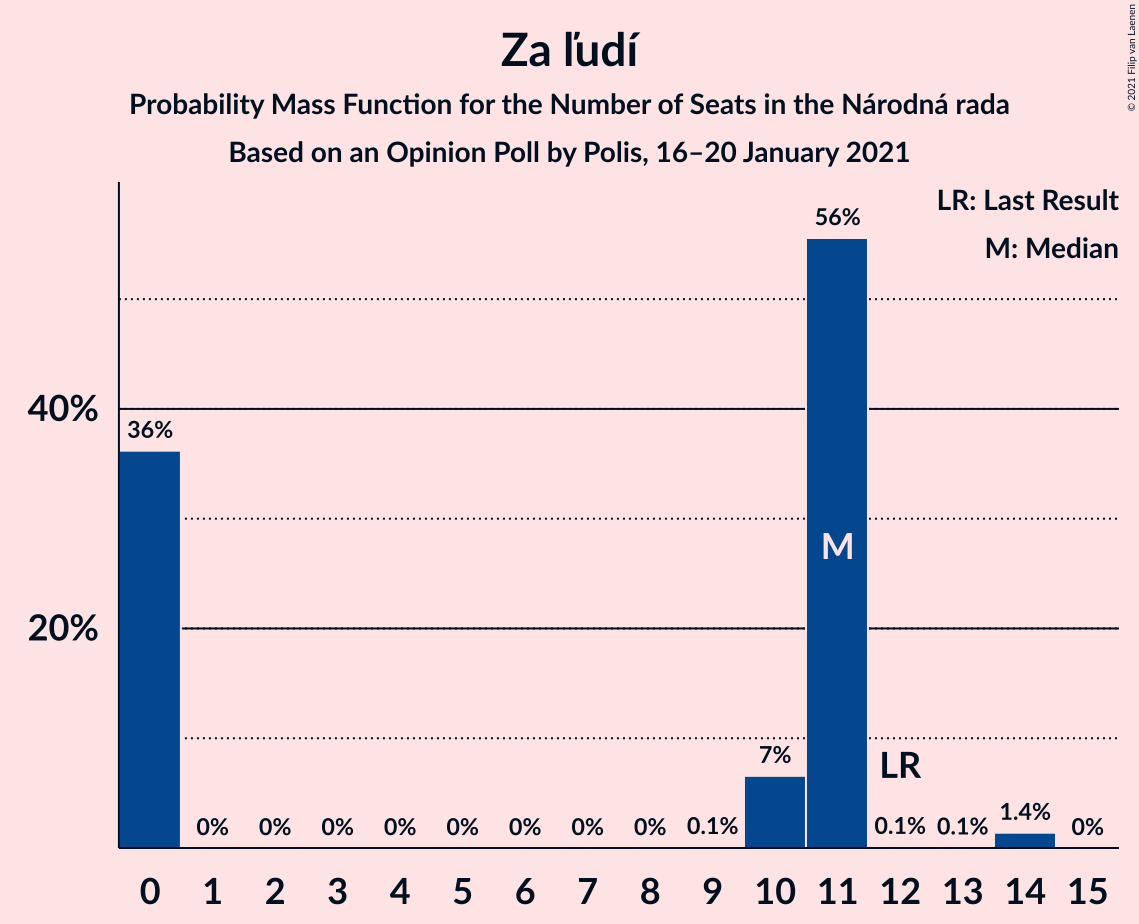 Za ľudí
Probability Mass Function for the Number of Seats in the Národná rada
Based on an Opinion Poll by Polis, 16–20 January 2021
© 2021 Filip van Laenen
LR: Last Result
M: Median
56%
40%
36%
M
20%
7%
LR
0% 0% 0% 0% 0% 0% 0% 0% 0.1% 0.1% 0.1% 1.4% 0%
0 1 2 3 4 5 6 7 8 9 10 11 12 13 14 15